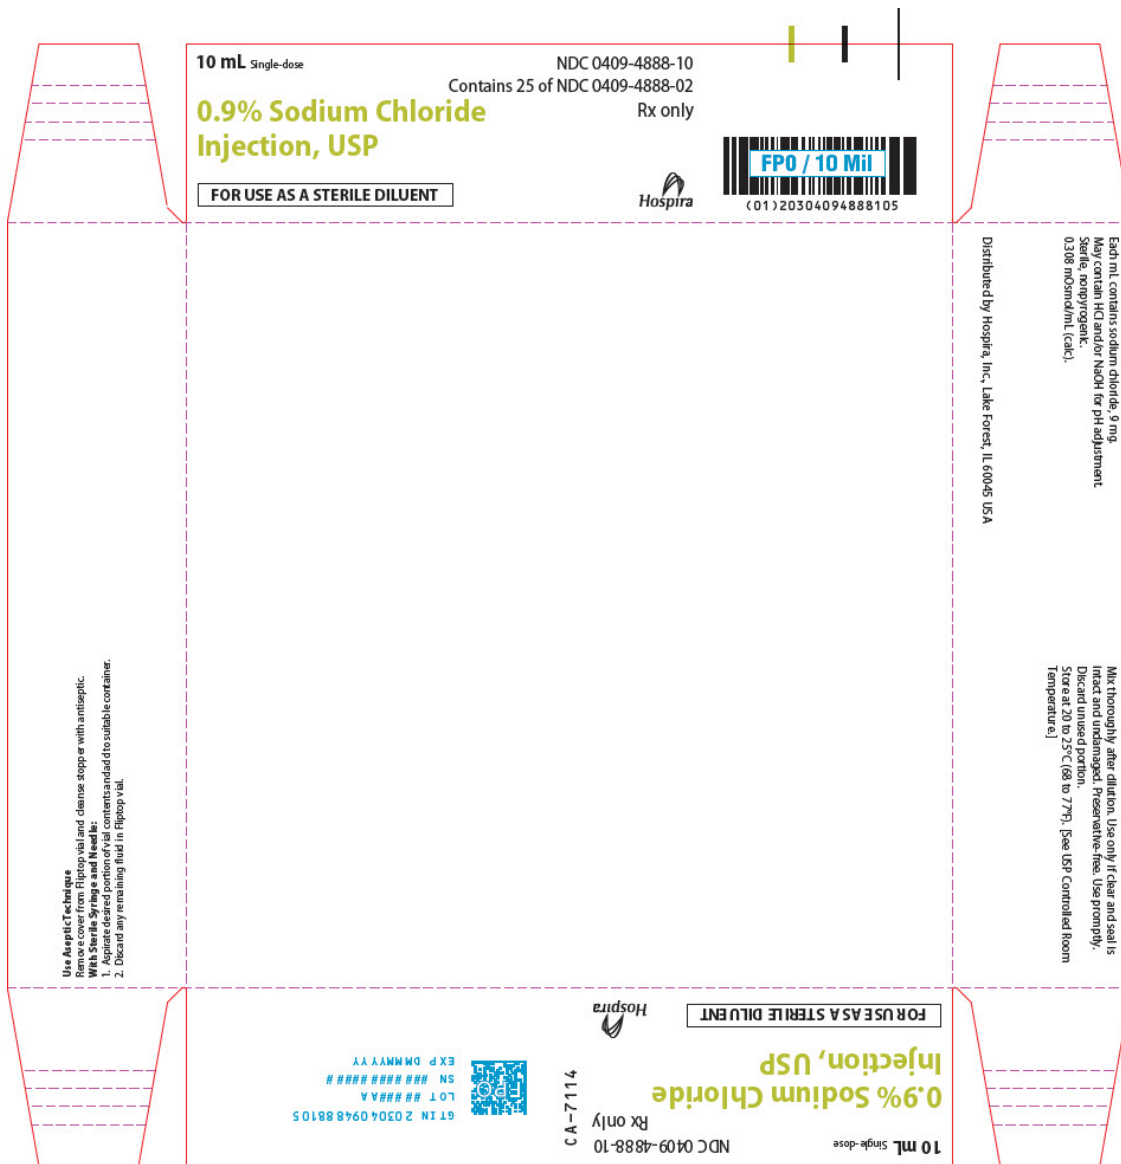 10 mL Single-dose
NDC 0409-4888-10
Contains 25 of NDC 0409-4888-02
Rx only
0.9% Sodium Chloride
Injection, USP
FOR USE AS A STERILE DILUENT
Hospira
FPO / 10 Mil
(01)20304094888105
Each mL contains sodium chloride, 9 mg.
May contain HCl and/or NaOH for pH adjustment.
Sterile, nonpyrogenic.
0.308 mOsmol/mL (calc).
Distributed by Hospira, Inc., Lake Forest, IL 60045 USA
Mix thoroughly after dilution. Use only if clear and seal is
intact and undamaged. Preservative-free. Use promptly.
Discard unused portion.
Store at 20 to 25°C (68 to 77°F). [See USP Controlled Room
Temperature.]
Use Aseptic Technique
Remove cover from Fliptop vial and cleanse stopper with antiseptic.
With Sterile Syringe and Needle:
1. Aspirate desired portion of vial contents and add to suitable container.
2. Discard any remaining fluid in Fliptop vial.
10 mL Single-dose
NDC 0409-4888-10
Rx only
0.9% Sodium Chloride
Injection, USP
FOR USE AS A STERILE DILUENT
Hospira
CA-7114
FPO
GTIN 20304094888105
LOT ######AA
SN ############
EXP DMMMYYYY